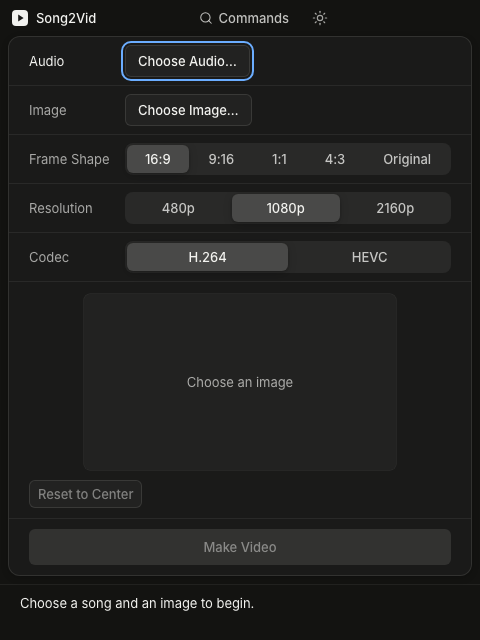 Song2Vid
Commands
Audio
Choose Audio...
Image
Choose Image...
Frame Shape
16:9
9:16
1:1
4:3
Original
Resolution
480p
1080p
2160p
Codec
H.264
HEVC
Choose an image
Reset to Center
Make Video
Choose a song and an image to begin.